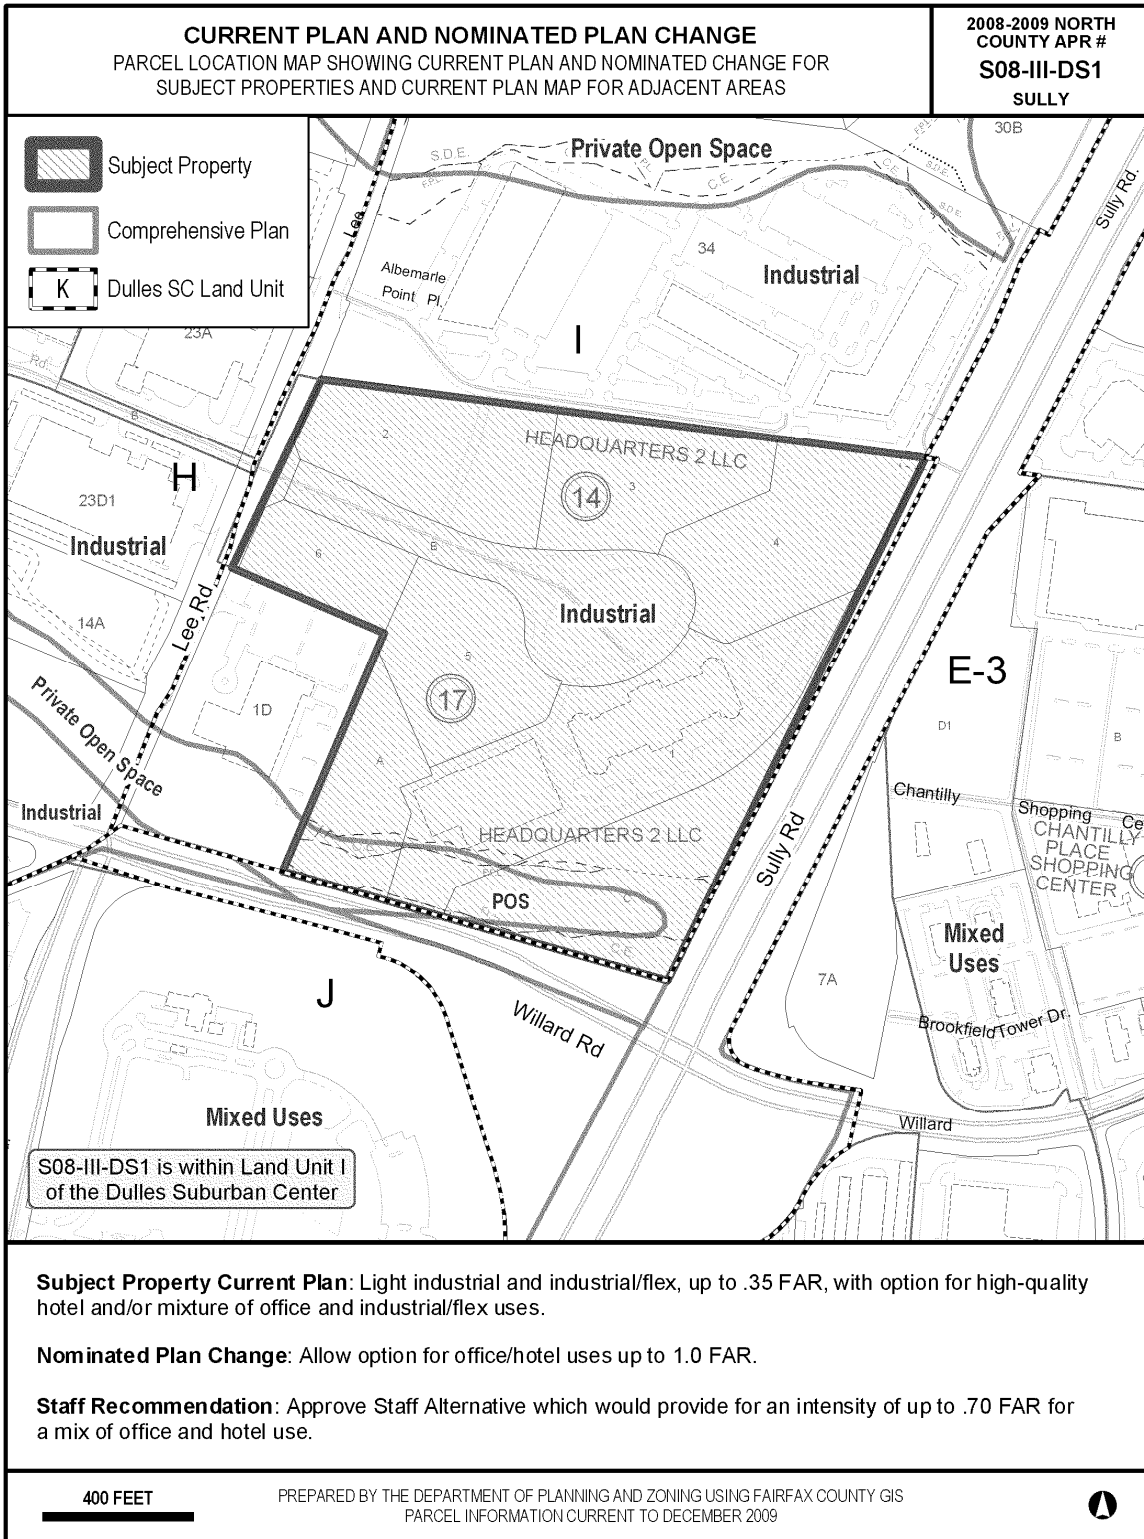 CURRENT PLAN AND NOMINATED PLAN CHANGE
PARCEL LOCATION MAP SHOWING CURRENT PLAN AND NOMINATED CHANGE FOR
SUBJECT PROPERTIES AND CURRENT PLAN MAP FOR ADJACENT AREAS
2008-2009 NORTH
COUNTY APR #
S08-III-DS1
SULLY
Subject Property
Comprehensive Plan
K
Dulles SC Land Unit
S.D.E.
Private Open Space
C.E.
C.E.
S.D.E.
S.D.E.
30B
Sully Rd.
Lee
34
Industrial
Albemarle
Point Pl.
I
23A
Rd.
B
H
23D1
Industrial
14A
Lee Rd
2
HEADQUARTERS 2 LLC
3
14
4
6
B
Industrial
5
17
1D
A
1
Private Open Space
Industrial
HEADQUARTERS 2 LLC
POS
C
C.E.
Sully Rd
E-3
D1
B
Chantilly
Shopping
Ce
CHANTILLY
PLACE
SHOPPING
CENTER
Mixed
Uses
7A
Brookfield Tower Dr.
J
Willard Rd
Willard
Mixed Uses
S08-III-DS1 is within Land Unit I
of the Dulles Suburban Center
Subject Property Current Plan: Light industrial and industrial/flex, up to .35 FAR, with option for high-quality
hotel and/or mixture of office and industrial/flex uses.
Nominated Plan Change: Allow option for office/hotel uses up to 1.0 FAR.
Staff Recommendation: Approve Staff Alternative which would provide for an intensity of up to .70 FAR for
a mix of office and hotel use.
400 FEET
PREPARED BY THE DEPARTMENT OF PLANNING AND ZONING USING FAIRFAX COUNTY GIS
PARCEL INFORMATION CURRENT TO DECEMBER 2009